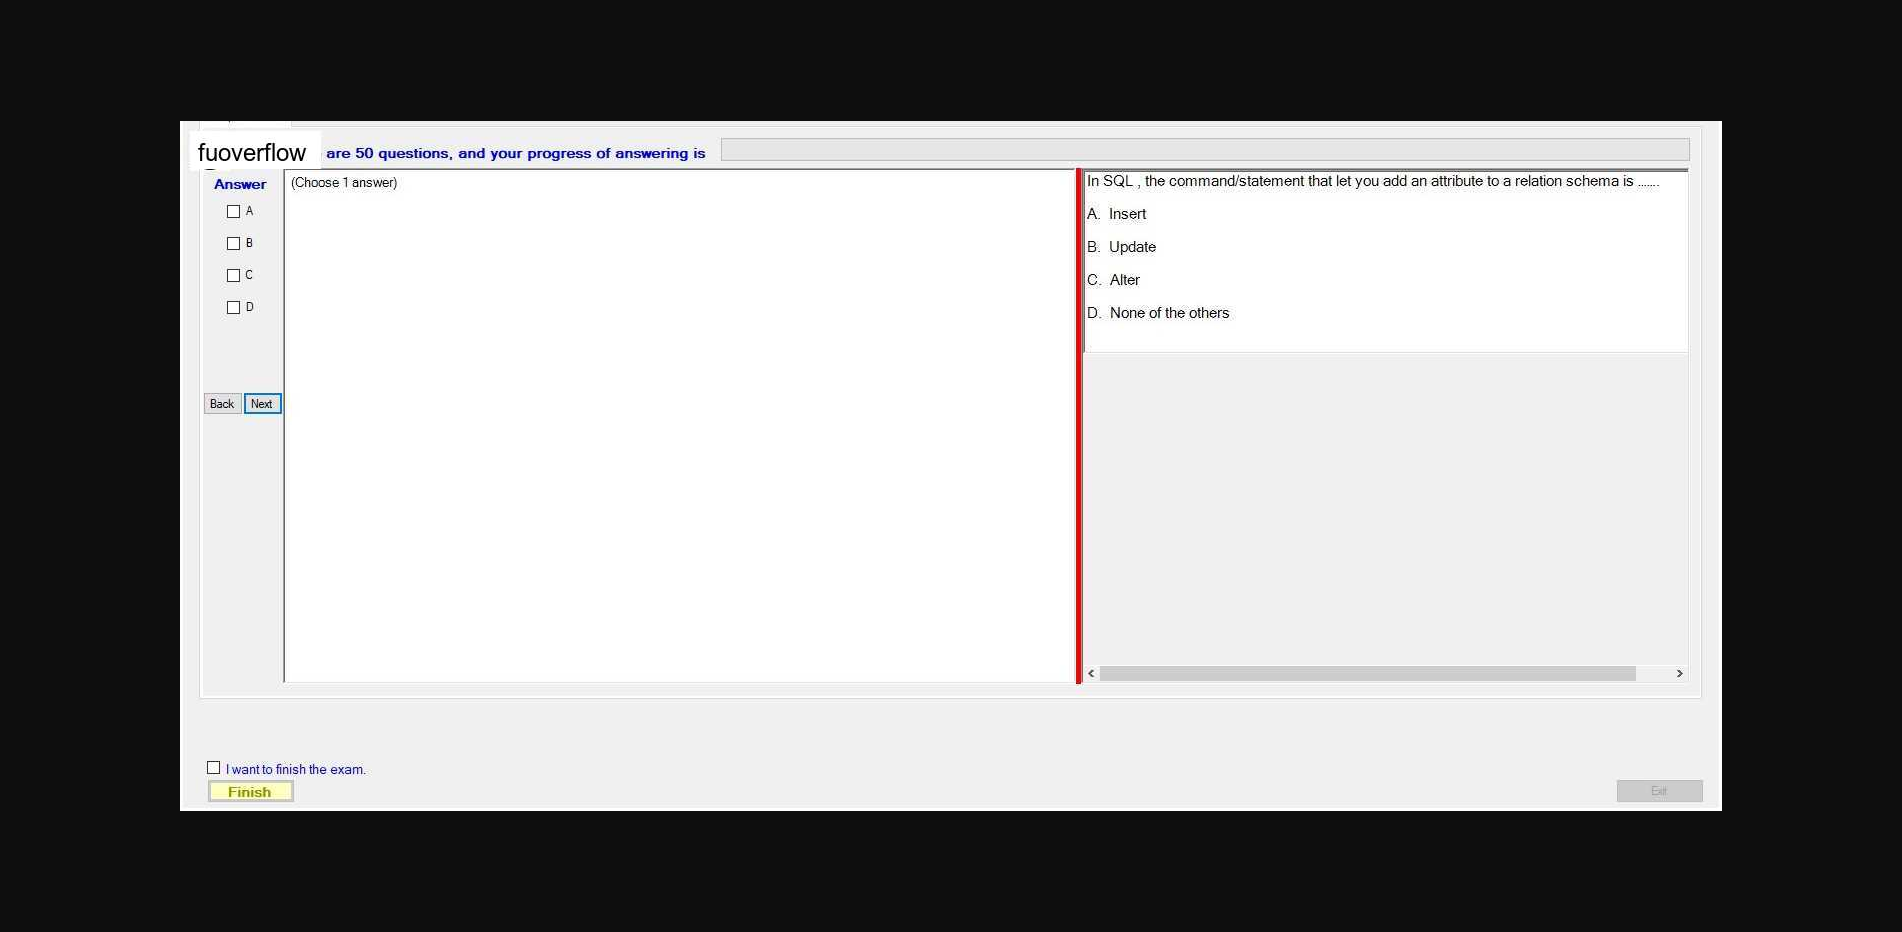 fuoverflow are 50 questions, and your progress of answering is
Answer
A
B
C
D
Back Next
(Choose 1 answer)
In SQL , the command/statement that let you add an attribute to a relation schema is .......
A. Insert
B. Update
C. Alter
D. None of the others
I want to finish the exam.
Finish
Exit